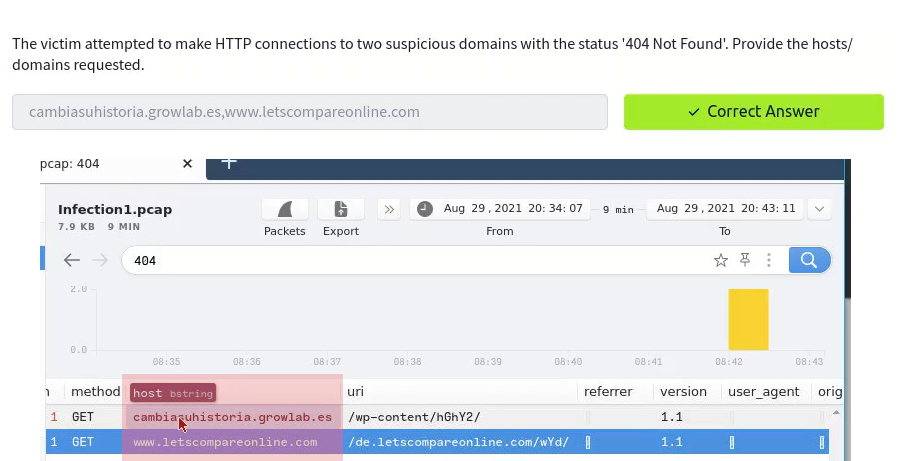 The victim attempted to make HTTP connections to two suspicious domains with the status '404 Not Found'. Provide the hosts/
domains requested.
cambiasuhistoria.growlab.es,www.letscompareonline.com
✓ Correct Answer
pcap: 404 × +
Infection1.pcap
7.9 KB 9 MIN
Packets
Export
»
Aug 29 , 2021 20: 34: 07
9 min
Aug 29 , 2021 20: 43: 11
From
To
404
2.0
0.0
08:35 08:36 08:37 08:38 08:39 08:40 08:41 08:42 08:43
method host bstring uri referrer version user_agent orig
1 GET cambiasuhistoria.growlab.es /wp-content/hGhY2/ 1.1
1 GET www.letscompareonline.com /de.letscompareonline.com/wYd/ 1.1